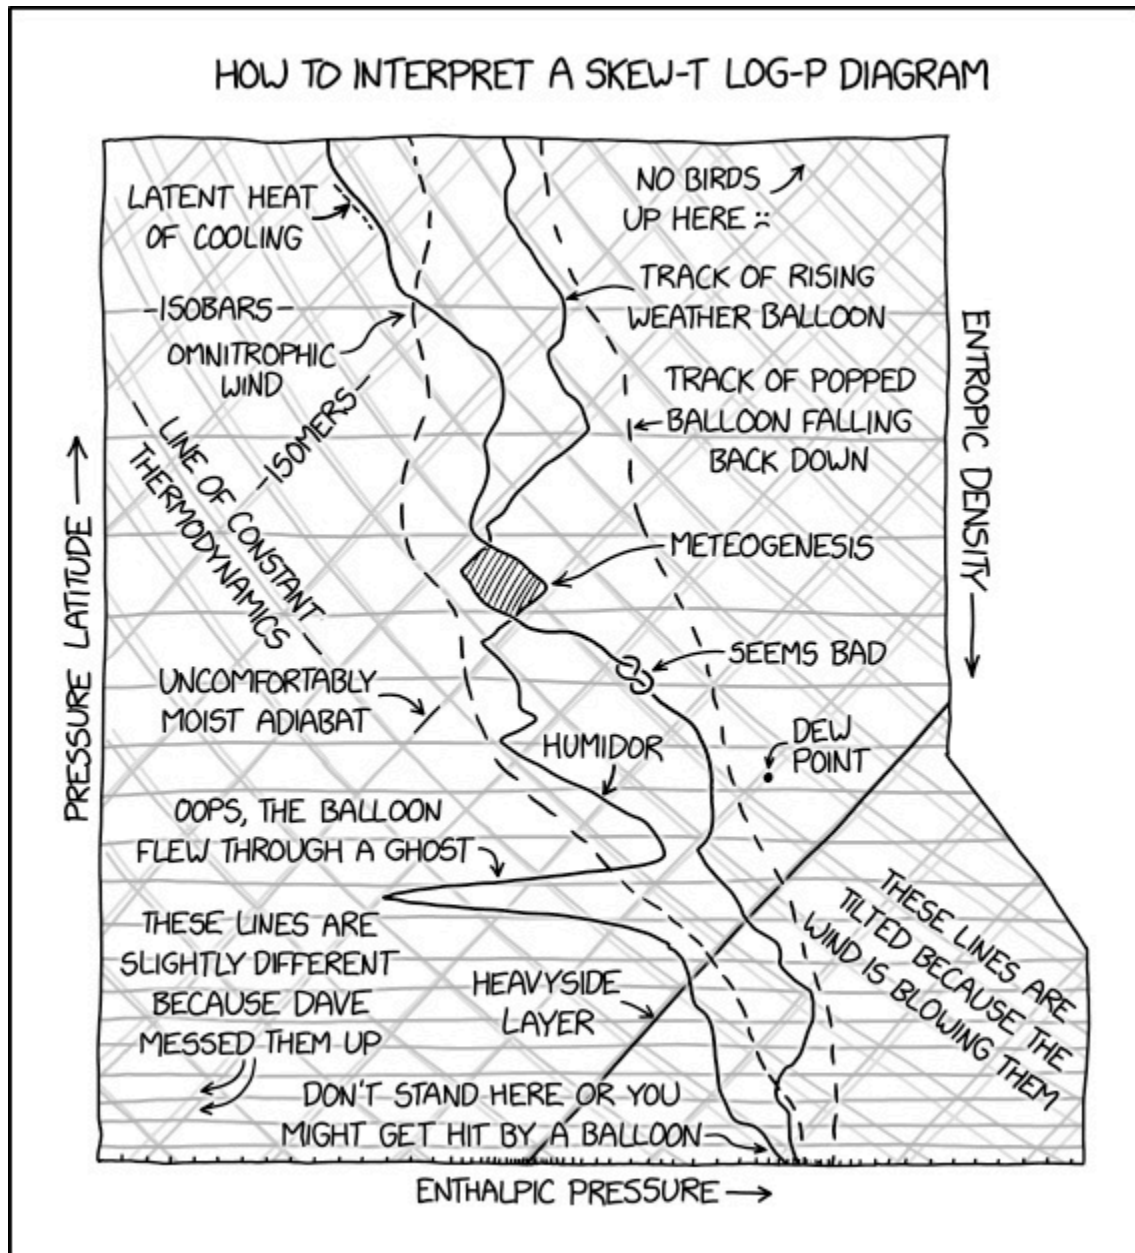 HOW TO INTERPRET A SKEW-T LOG-P DIAGRAM
LATENT HEAT
OF COOLING
NO BIRDS
UP HERE :(
TRACK OF RISING
WEATHER BALLOON
-ISOBARS-
OMNITROPHIC
WIND
TRACK OF POPPED
BALLOON FALLING
BACK DOWN
ENTROPIC DENSITY
-ISOMERS-
LINE OF CONSTANT
THERMODYNAMICS
METEOGENESIS
PRESSURE LATITUDE
SEEMS BAD
UNCOMFORTABLY
MOIST ADIABAT
DEW
POINT
HUMIDOR
OOPS, THE BALLOON
FLEW THROUGH A GHOST
THESE LINES ARE
TILTED BECAUSE THE
WIND IS BLOWING THEM
THESE LINES ARE
SLIGHTLY DIFFERENT
BECAUSE DAVE
MESSED THEM UP
HEAVYSIDE
LAYER
DON'T STAND HERE OR YOU
MIGHT GET HIT BY A BALLOON
ENTHALPIC PRESSURE